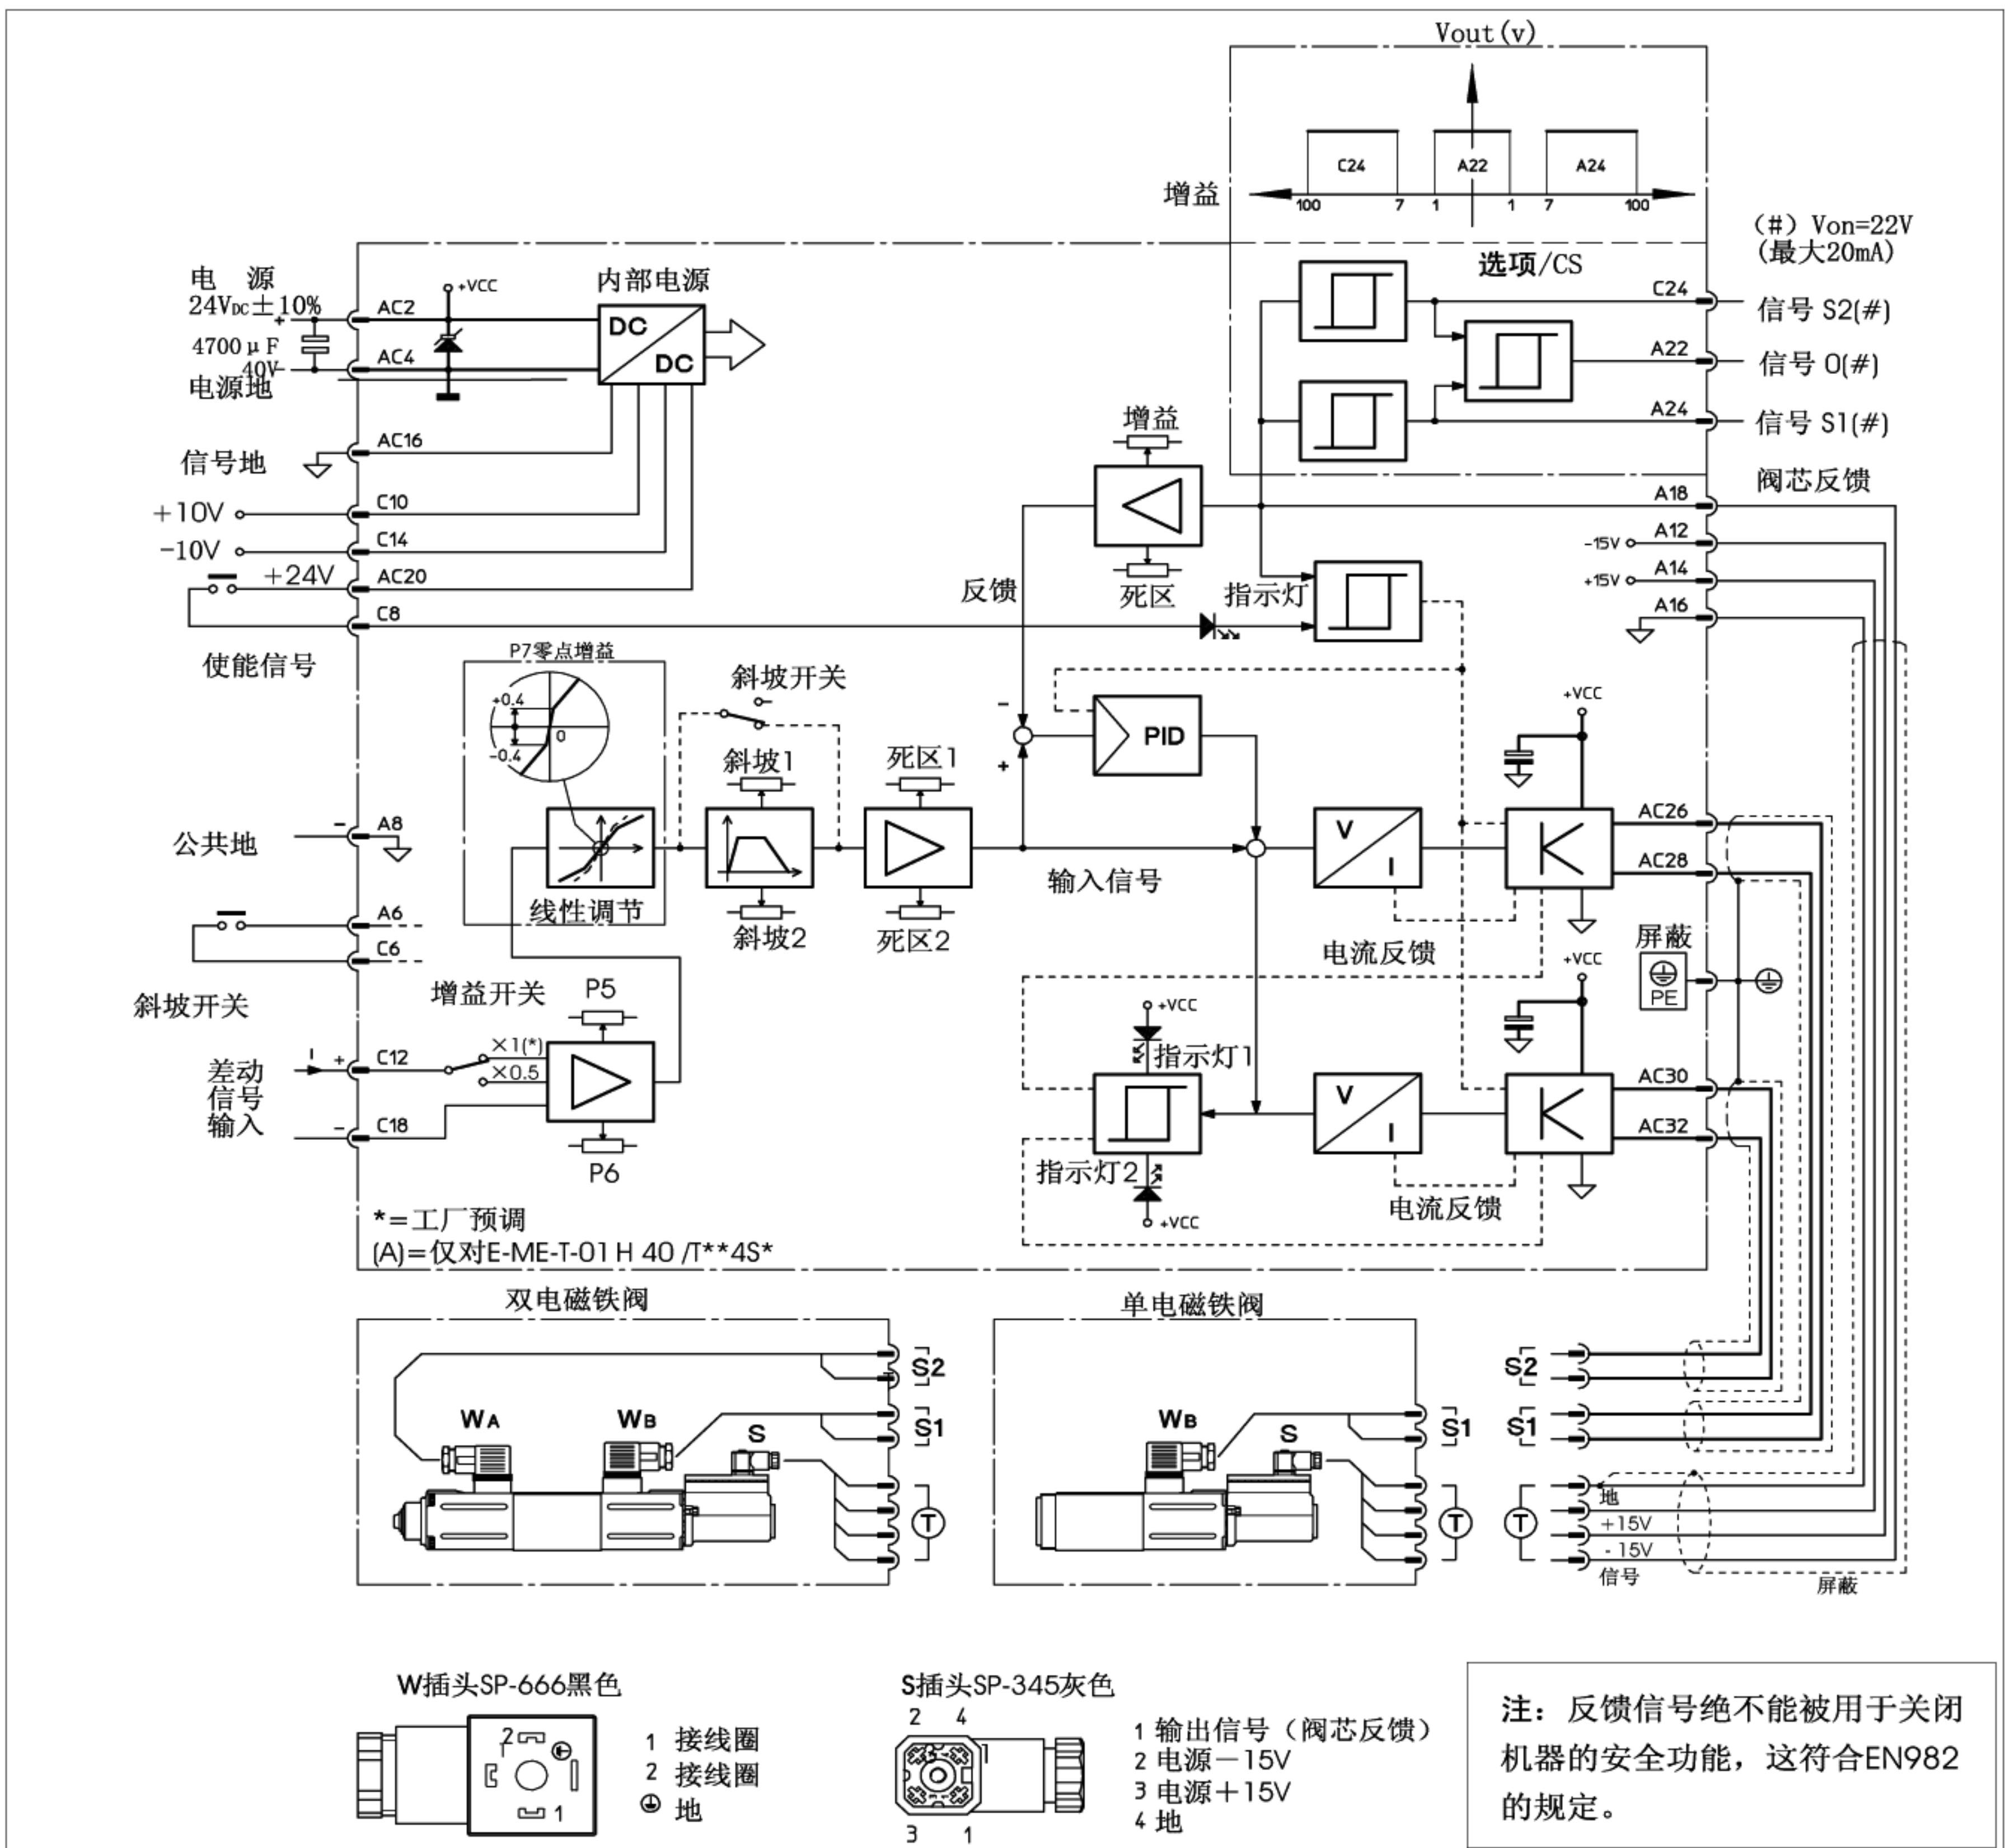 Vout(v)
C24
A22
A24
增益
100
7
1
1
7
100
(#) Von=22V
(最大20mA)
选项/CS
电 源
24VDC±10%
+
4700μF
40V
-
电源地
AC2
AC4
+VCC
内部电源
DC
DC
C24
信号 S2(#)
A22
信号 0(#)
A24
信号 S1(#)
信号地
AC16
+10V
C10
-10V
C14
+24V
AC20
C8
使能信号
增益
死区
反馈
指示灯
A18
阀芯反馈
-15V
A12
+15V
A14
A16
P7零点增益
+0.4
0
-0.4
线性调节
斜坡开关
斜坡1
斜坡2
死区1
死区2
-
+
PID
输入信号
V
I
+VCC
AC26
AC28
电流反馈
公共地
-
A8
A6
C6
斜坡开关
增益开关
P5
×1(*)
×0.5
P6
差动
信号
输入
I
+
C12
-
C18
屏蔽
PE
+VCC
+VCC
指示灯1
指示灯2
+VCC
V
I
AC30
AC32
电流反馈
*=工厂预调
(A)=仅对E-ME-T-01 H 40 /T**4S*
双电磁铁阀
WA
WB
S
S2
S1
T
单电磁铁阀
WB
S
S1
T
S2
S1
T
地
+15V
-15V
信号
屏蔽
W插头SP-666黑色
2
1
1 接线圈
2 接线圈
地
S插头SP-345灰色
2 4
3 1
1 输出信号（阀芯反馈）
2 电源－15V
3 电源＋15V
4 地
注：反馈信号绝不能被用于关闭
机器的安全功能，这符合EN982
的规定。